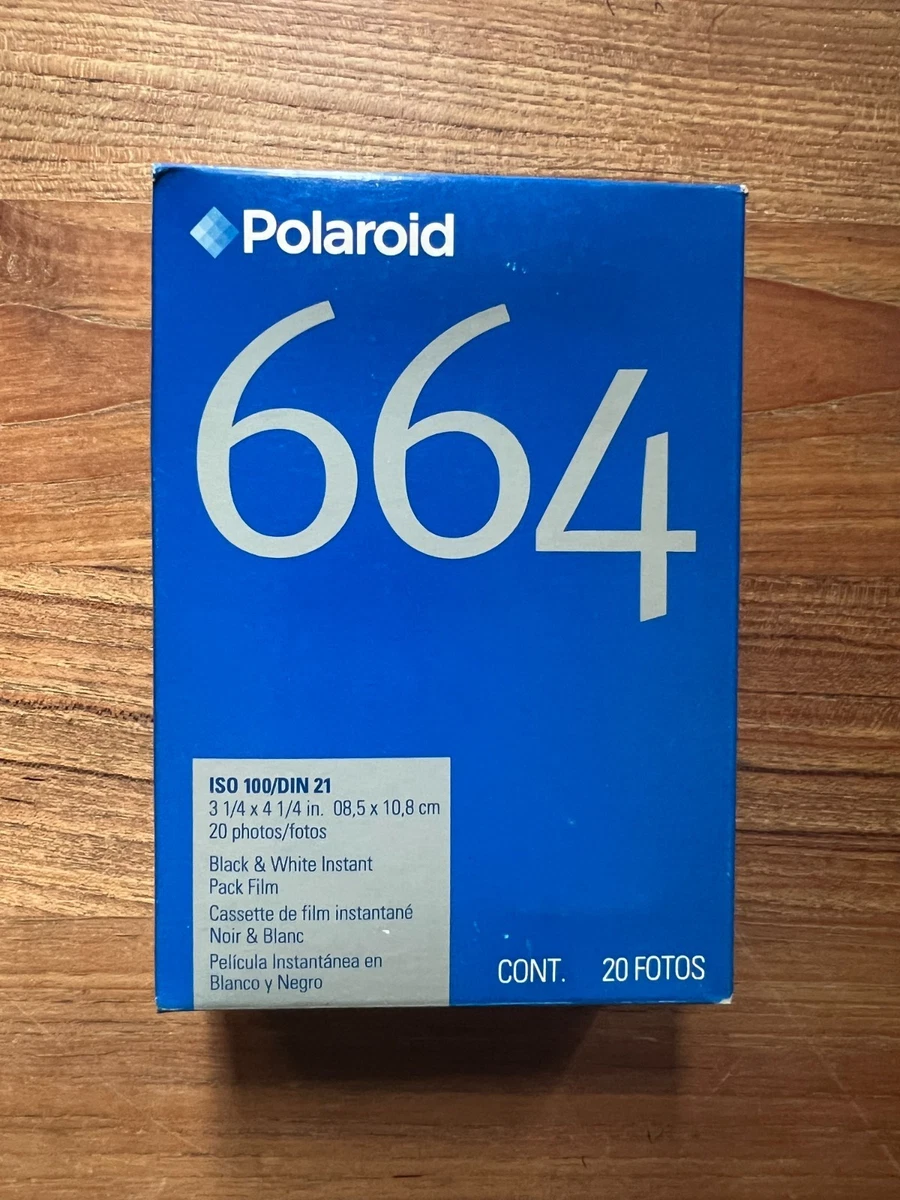 Polaroid
664
ISO 100/DIN 21
3 1/4 x 4 1/4 in. 08,5 x 10,8 cm
20 photos/fotos
Black & White Instant
Pack Film
Cassette de film instantané
Noir & Blanc
Película Instantánea en
Blanco y Negro
CONT. 20 FOTOS